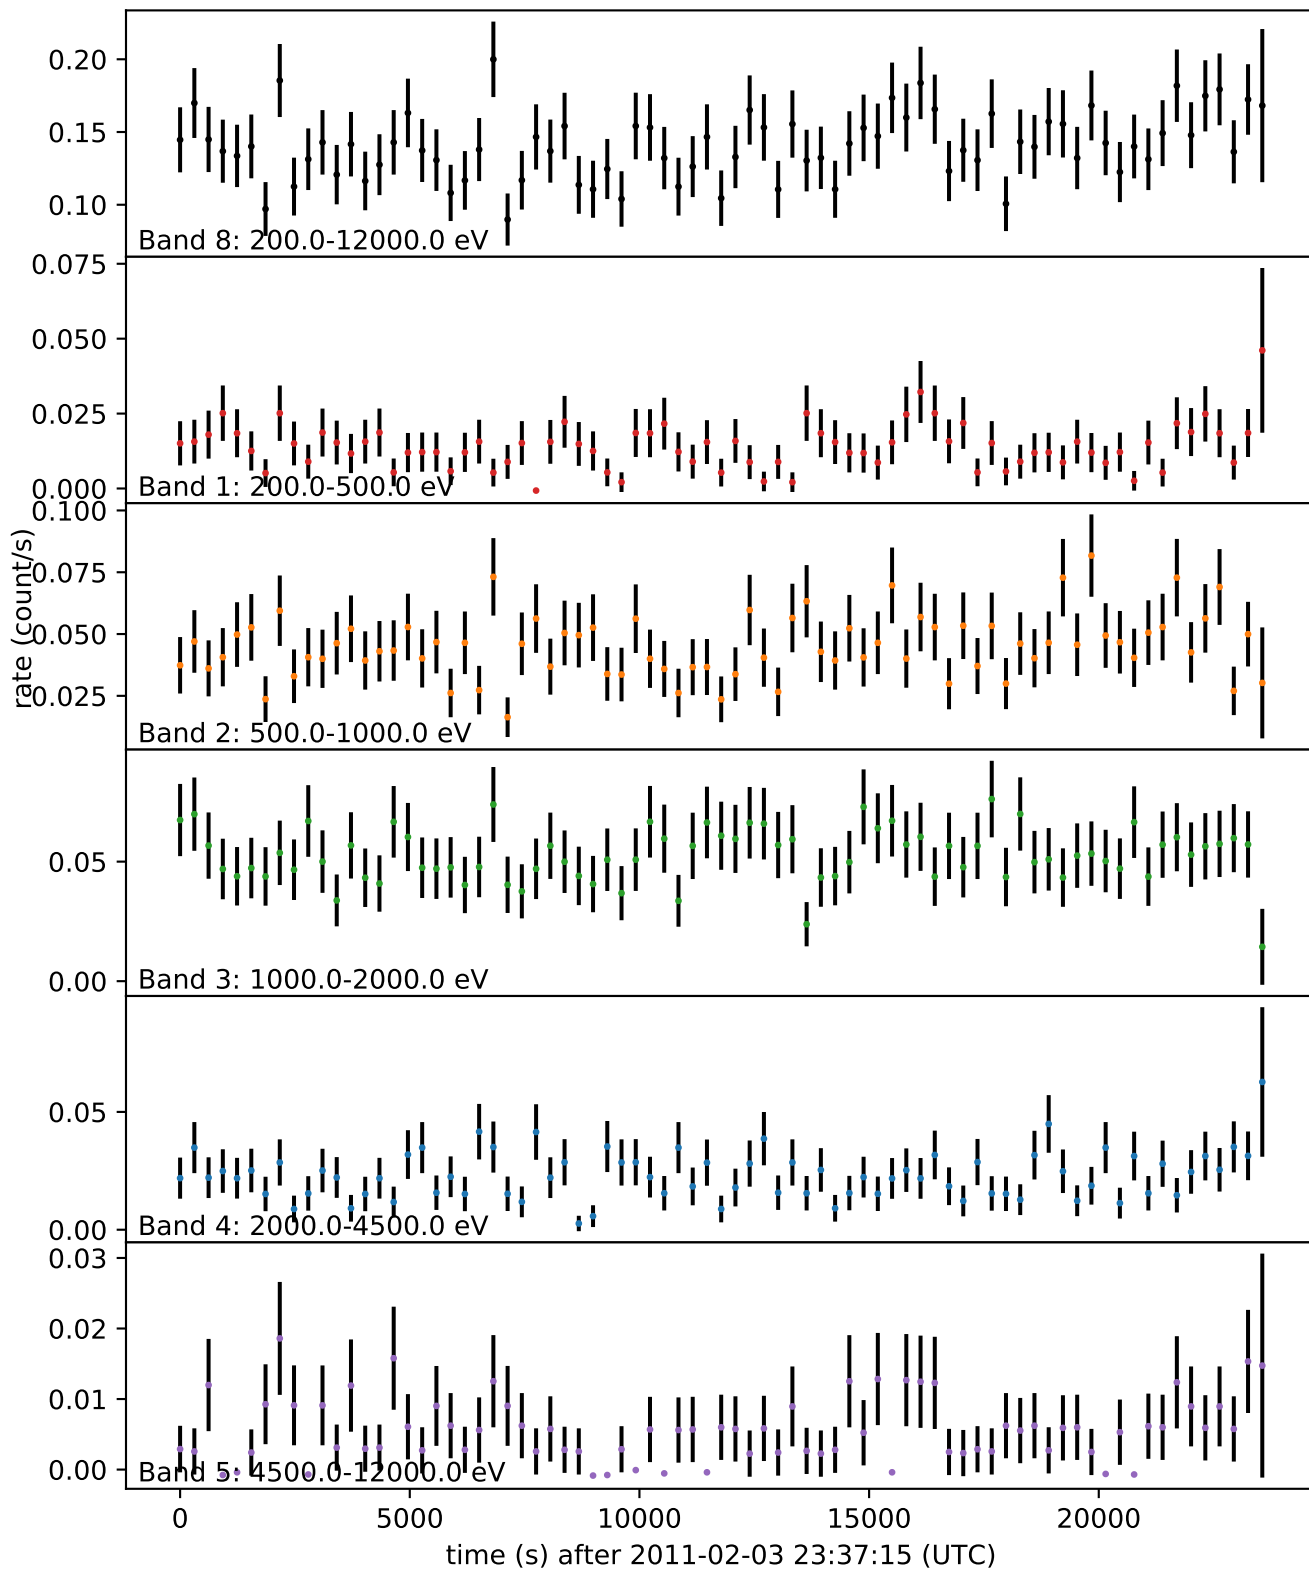 0.20
0.15
0.10
Band 8: 200.0-12000.0 eV
0.075
0.050
0.025
0.000
Band 1: 200.0-500.0 eV
0.100
0.075
0.050
0.025
rate (count/s)
Band 2: 500.0-1000.0 eV
0.05
0.00
Band 3: 1000.0-2000.0 eV
0.05
0.00
Band 4: 2000.0-4500.0 eV
0.03
0.02
0.01
0.00
Band 5: 4500.0-12000.0 eV
0 5000 10000 15000 20000
time (s) after 2011-02-03 23:37:15 (UTC)